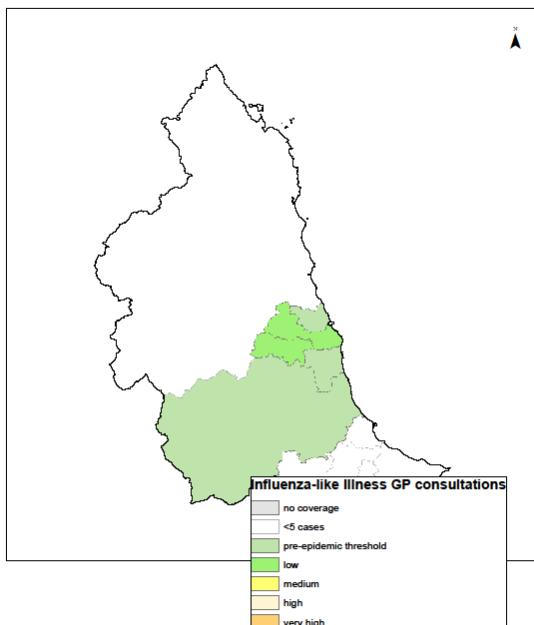 N
Influenza-like Illness GP consultations
no coverage
<5 cases
pre-epidemic threshold
low
medium
high
very high